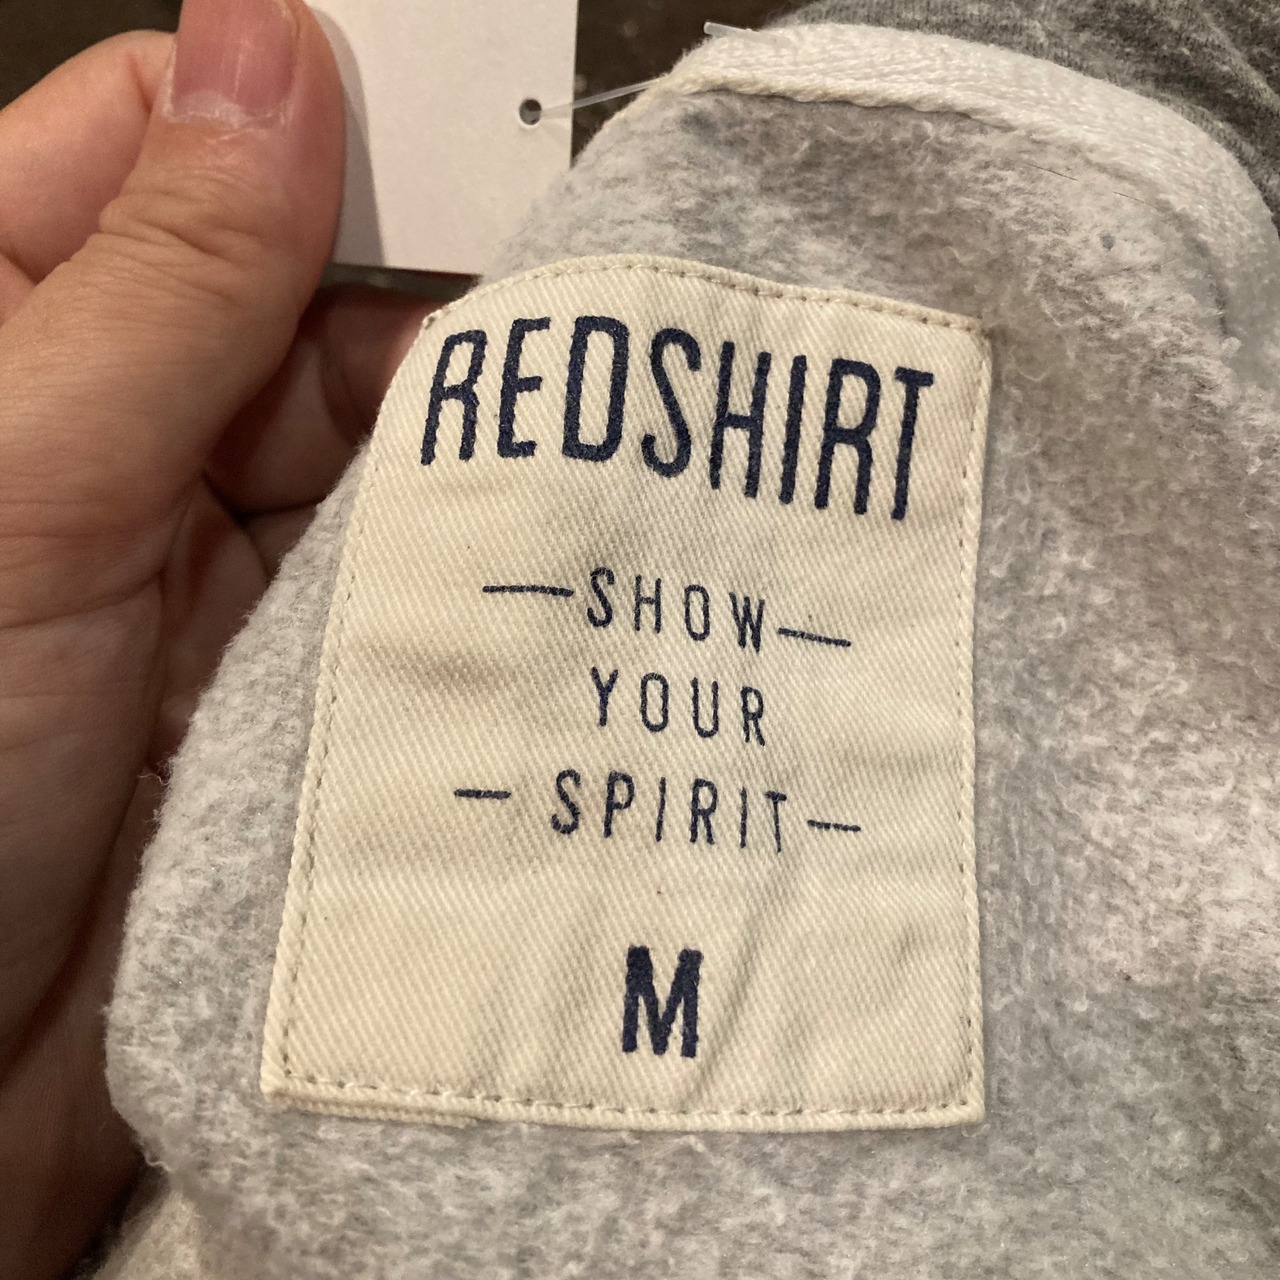 REDSHIRT
—SHOW—
YOUR
— SPIRIT—
M